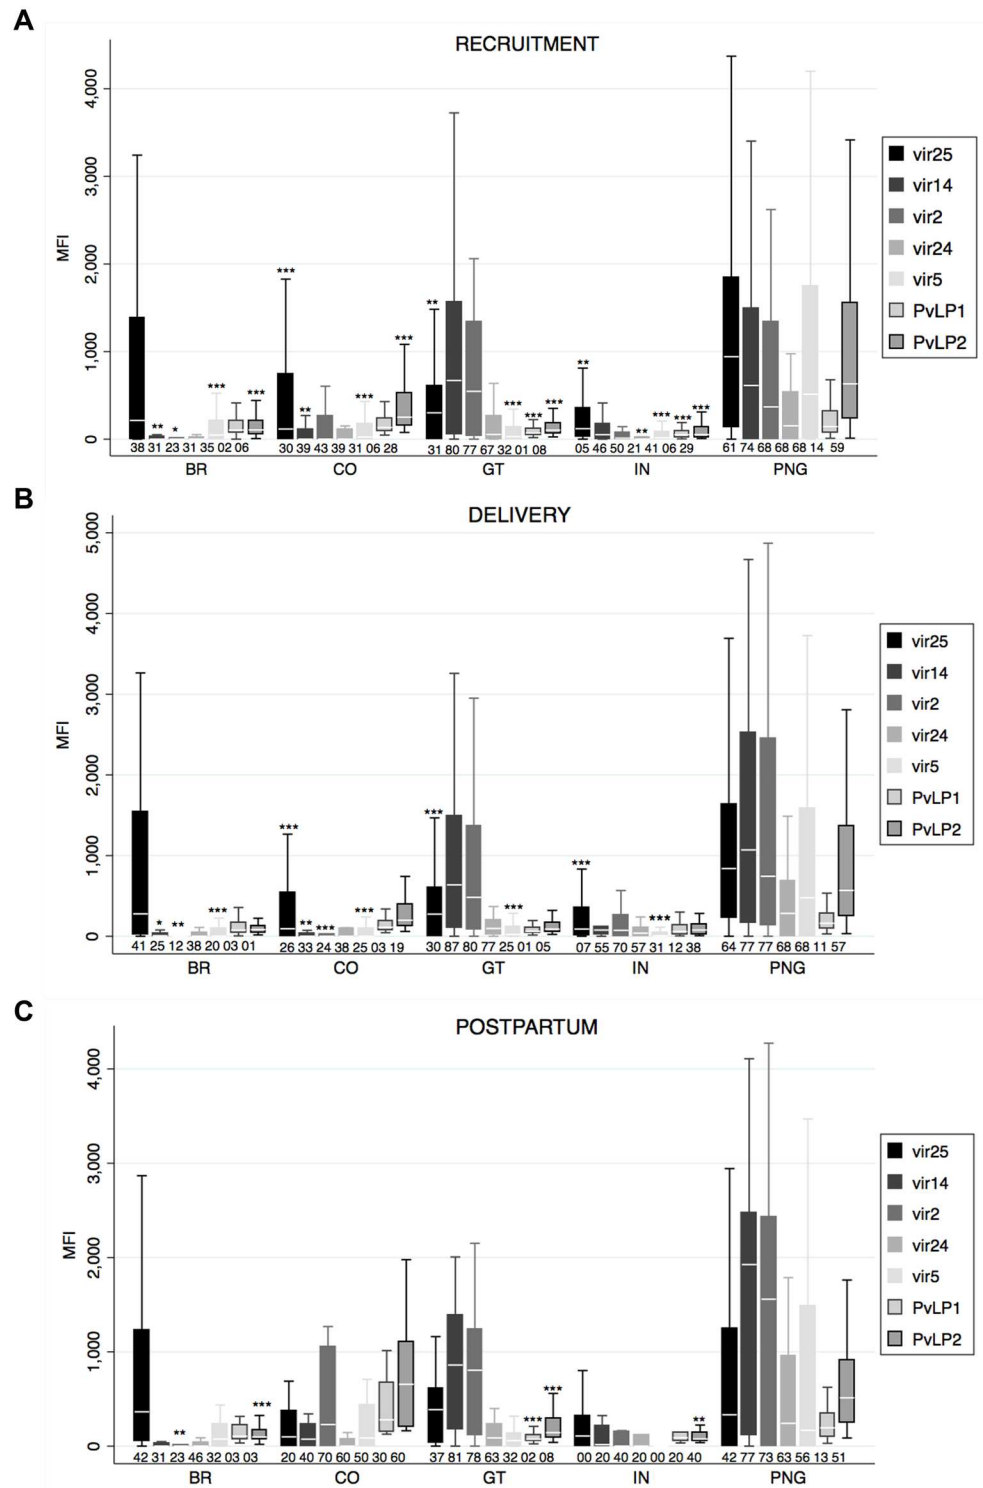 A
RECRUITMENT
MFI
4,000
3,000
2,000
1,000
0
***
**
*
***
***
***
**
***
***
**
***
***
***
**
**
***
***
***
38 31 23 31 35 02 06
30 39 43 39 31 06 28
31 80 77 67 32 01 08
05 46 50 21 41 06 29
61 74 68 68 68 14 59
BR CO GT IN PNG
vir25
vir14
vir2
vir24
vir5
PvLP1
PvLP2
B
DELIVERY
MFI
5,000
4,000
3,000
2,000
1,000
0
*
**
***
***
**
***
***
***
***
***
***
41 25 12 38 20 03 01
26 33 24 38 25 03 19
30 87 80 77 25 01 05
07 55 70 57 31 12 38
64 77 77 68 68 11 57
BR CO GT IN PNG
vir25
vir14
vir2
vir24
vir5
PvLP1
PvLP2
C
POSTPARTUM
MFI
4,000
3,000
2,000
1,000
0
**
***
***
***
**
42 31 23 46 32 03 03
20 40 70 60 50 30 60
37 81 78 63 32 02 08
00 20 40 20 00 20 40
42 77 73 63 56 13 51
BR CO GT IN PNG
vir25
vir14
vir2
vir24
vir5
PvLP1
PvLP2